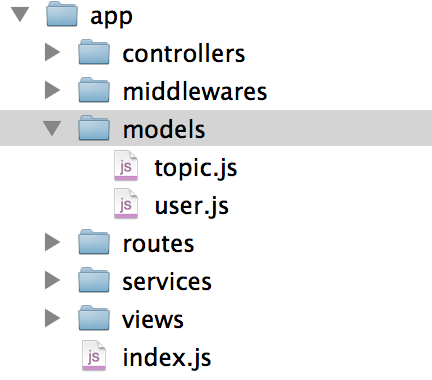 app
controllers
middlewares
models
js topic.js
js user.js
routes
services
views
js index.js